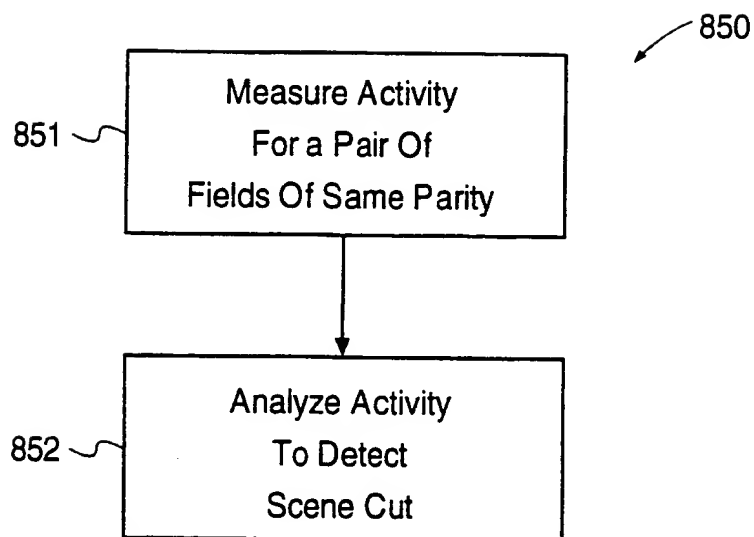 850
851
Measure Activity
For a Pair Of
Fields Of Same Parity
852
Analyze Activity
To Detect
Scene Cut